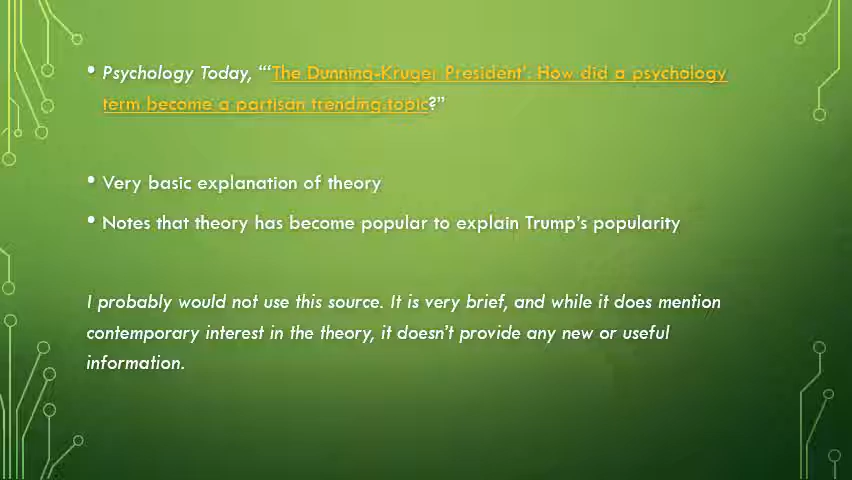 • Psychology Today, “‘The Dunning-Kruger President’: How did a psychology
term become a partisan trending topic?”
• Very basic explanation of theory
• Notes that theory has become popular to explain Trump’s popularity
I probably would not use this source. It is very brief, and while it does mention
contemporary interest in the theory, it doesn’t provide any new or useful
information.